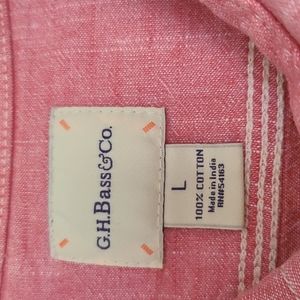 G.H.Bass&Co.
L
100% COTTON
Made in India
RN#54163